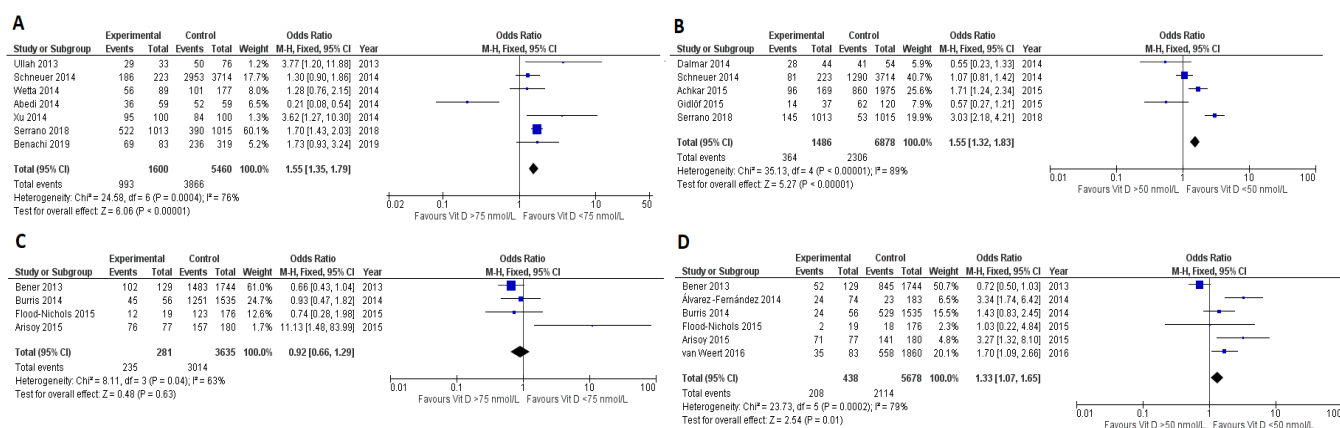 A
Experimental Control Odds Ratio Odds Ratio
Study or Subgroup Events Total Events Total Weight M-H, Fixed, 95% CI Year M-H, Fixed, 95% CI
Ullah 2013 29 33 50 76 1.2% 3.77 [1.20, 11.88] 2013
Schneuer 2014 186 223 2953 3714 17.1% 1.30 [0.90, 1.86] 2014
Wetta 2014 56 89 101 177 7.6% 1.28 [0.76, 2.15] 2014
Abedi 2014 36 59 52 59 5.8% 0.21 [0.08, 0.54] 2014
Xu 2014 95 100 84 100 1.2% 3.62 [1.27, 10.30] 2014
Serrano 2018 522 1013 390 1015 60.1% 1.70 [1.43, 2.03] 2018
Benachi 2019 69 83 236 319 7.0% 1.73 [0.93, 3.24] 2019
Total (95% CI) 1600 5460 100.0% 1.55 [1.35, 1.79]
Total events 993 3866
Heterogeneity: Chi² = 24.58, df = 6 (P = 0.0004); I² = 76%
Test for overall effect: Z = 6.06 (P < 0.00001)
0.02 0.1 1 10 50
Favours Vit D >75 nmol/L Favours Vit D <75 nmol/L
B
Experimental Control Odds Ratio Odds Ratio
Study or Subgroup Events Total Events Total Weight M-H, Fixed, 95% CI Year M-H, Fixed, 95% CI
Dalmar 2014 28 44 41 54 5.9% 0.55 [0.23, 1.33] 2014
Schneuer 2014 81 223 1290 3714 41.4% 1.07 [0.81, 1.42] 2014
Achkar 2015 96 169 860 1975 25.6% 1.71 [1.24, 2.34] 2015
Gidlöf 2015 14 37 62 120 7.2% 0.57 [0.27, 1.21] 2015
Serrano 2018 145 1013 53 1015 19.9% 3.03 [2.18, 4.21] 2018
Total (95% CI) 1486 6878 100.0% 1.55 [1.32, 1.83]
Total events 364 2306
Heterogeneity: Chi² = 35.13, df = 4 (P < 0.00001); I² = 89%
Test for overall effect: Z = 5.27 (P < 0.00001)
0.01 0.1 1 10 100
Favours Vit D >50 nmol/L Favours Vit D <50 nmol/L
C
Experimental Control Odds Ratio Odds Ratio
Study or Subgroup Events Total Events Total Weight M-H, Fixed, 95% CI Year M-H, Fixed, 95% CI
Bener 2013 102 129 1483 1744 61.0% 0.66 [0.43, 1.04] 2013
Burris 2014 45 56 1251 1535 24.7% 0.93 [0.47, 1.82] 2014
Flood-Nichols 2015 12 19 123 176 12.6% 0.74 [0.28, 1.98] 2015
Arisoy 2015 76 77 157 180 1.7% 11.13 [1.48, 83.99] 2015
Total (95% CI) 281 3635 100.0% 0.92 [0.66, 1.29]
Total events 235 3014
Heterogeneity: Chi² = 8.11, df = 3 (P = 0.04); I² = 63%
Test for overall effect: Z = 0.48 (P = 0.63)
0.01 0.1 1 10 100
Favours Vit D >75 nmol/L Favours Vit D <75 nmol/L
D
Experimental Control Odds Ratio Odds Ratio
Study or Subgroup Events Total Events Total Weight M-H, Fixed, 95% CI Year M-H, Fixed, 95% CI
Bener 2013 52 129 845 1744 50.7% 0.72 [0.50, 1.03] 2013
Álvarez-Fernández 2014 24 74 23 183 6.5% 3.34 [1.74, 6.42] 2014
Burris 2014 24 56 529 1535 15.5% 1.43 [0.83, 2.45] 2014
Flood-Nichols 2015 2 19 18 176 2.3% 1.03 [0.22, 4.84] 2015
Arisoy 2015 71 77 141 180 4.8% 3.27 [1.32, 8.10] 2015
van Weert 2016 35 83 558 1860 20.1% 1.70 [1.09, 2.66] 2016
Total (95% CI) 438 5678 100.0% 1.33 [1.07, 1.65]
Total events 208 2114
Heterogeneity: Chi² = 23.73, df = 5 (P = 0.0002); I² = 79%
Test for overall effect: Z = 2.54 (P = 0.01)
0.01 0.1 1 10 100
Favours Vit D >50 nmol/L Favours Vit D <50 nmol/L